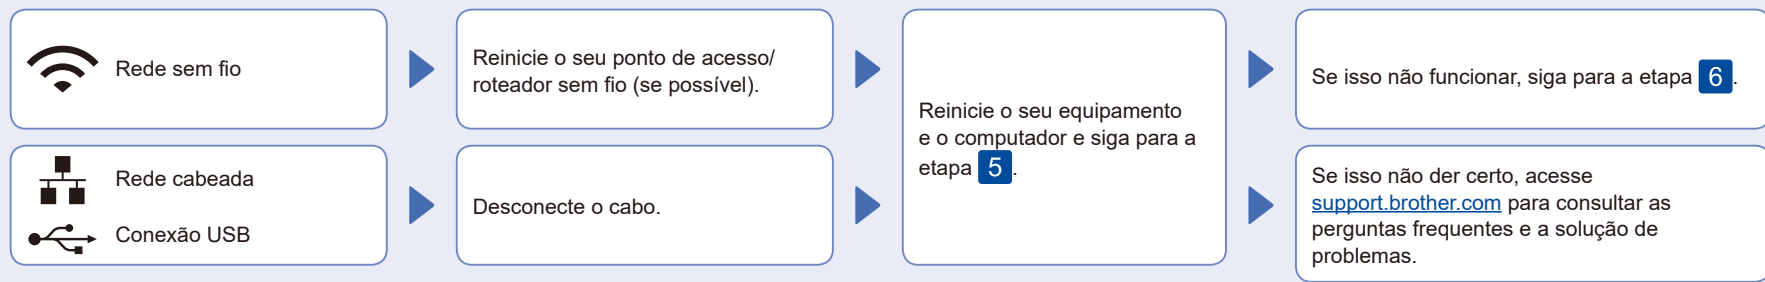 Rede sem fio
Reinicie o seu ponto de acesso/
roteador sem fio (se possível).
Rede cabeada
Conexão USB
Desconecte o cabo.
Reinicie o seu equipamento
e o computador e siga para a
etapa 5.
Se isso não funcionar, siga para a etapa 6.
Se isso não der certo, acesse
support.brother.com para consultar as
perguntas frequentes e a solução de
problemas.